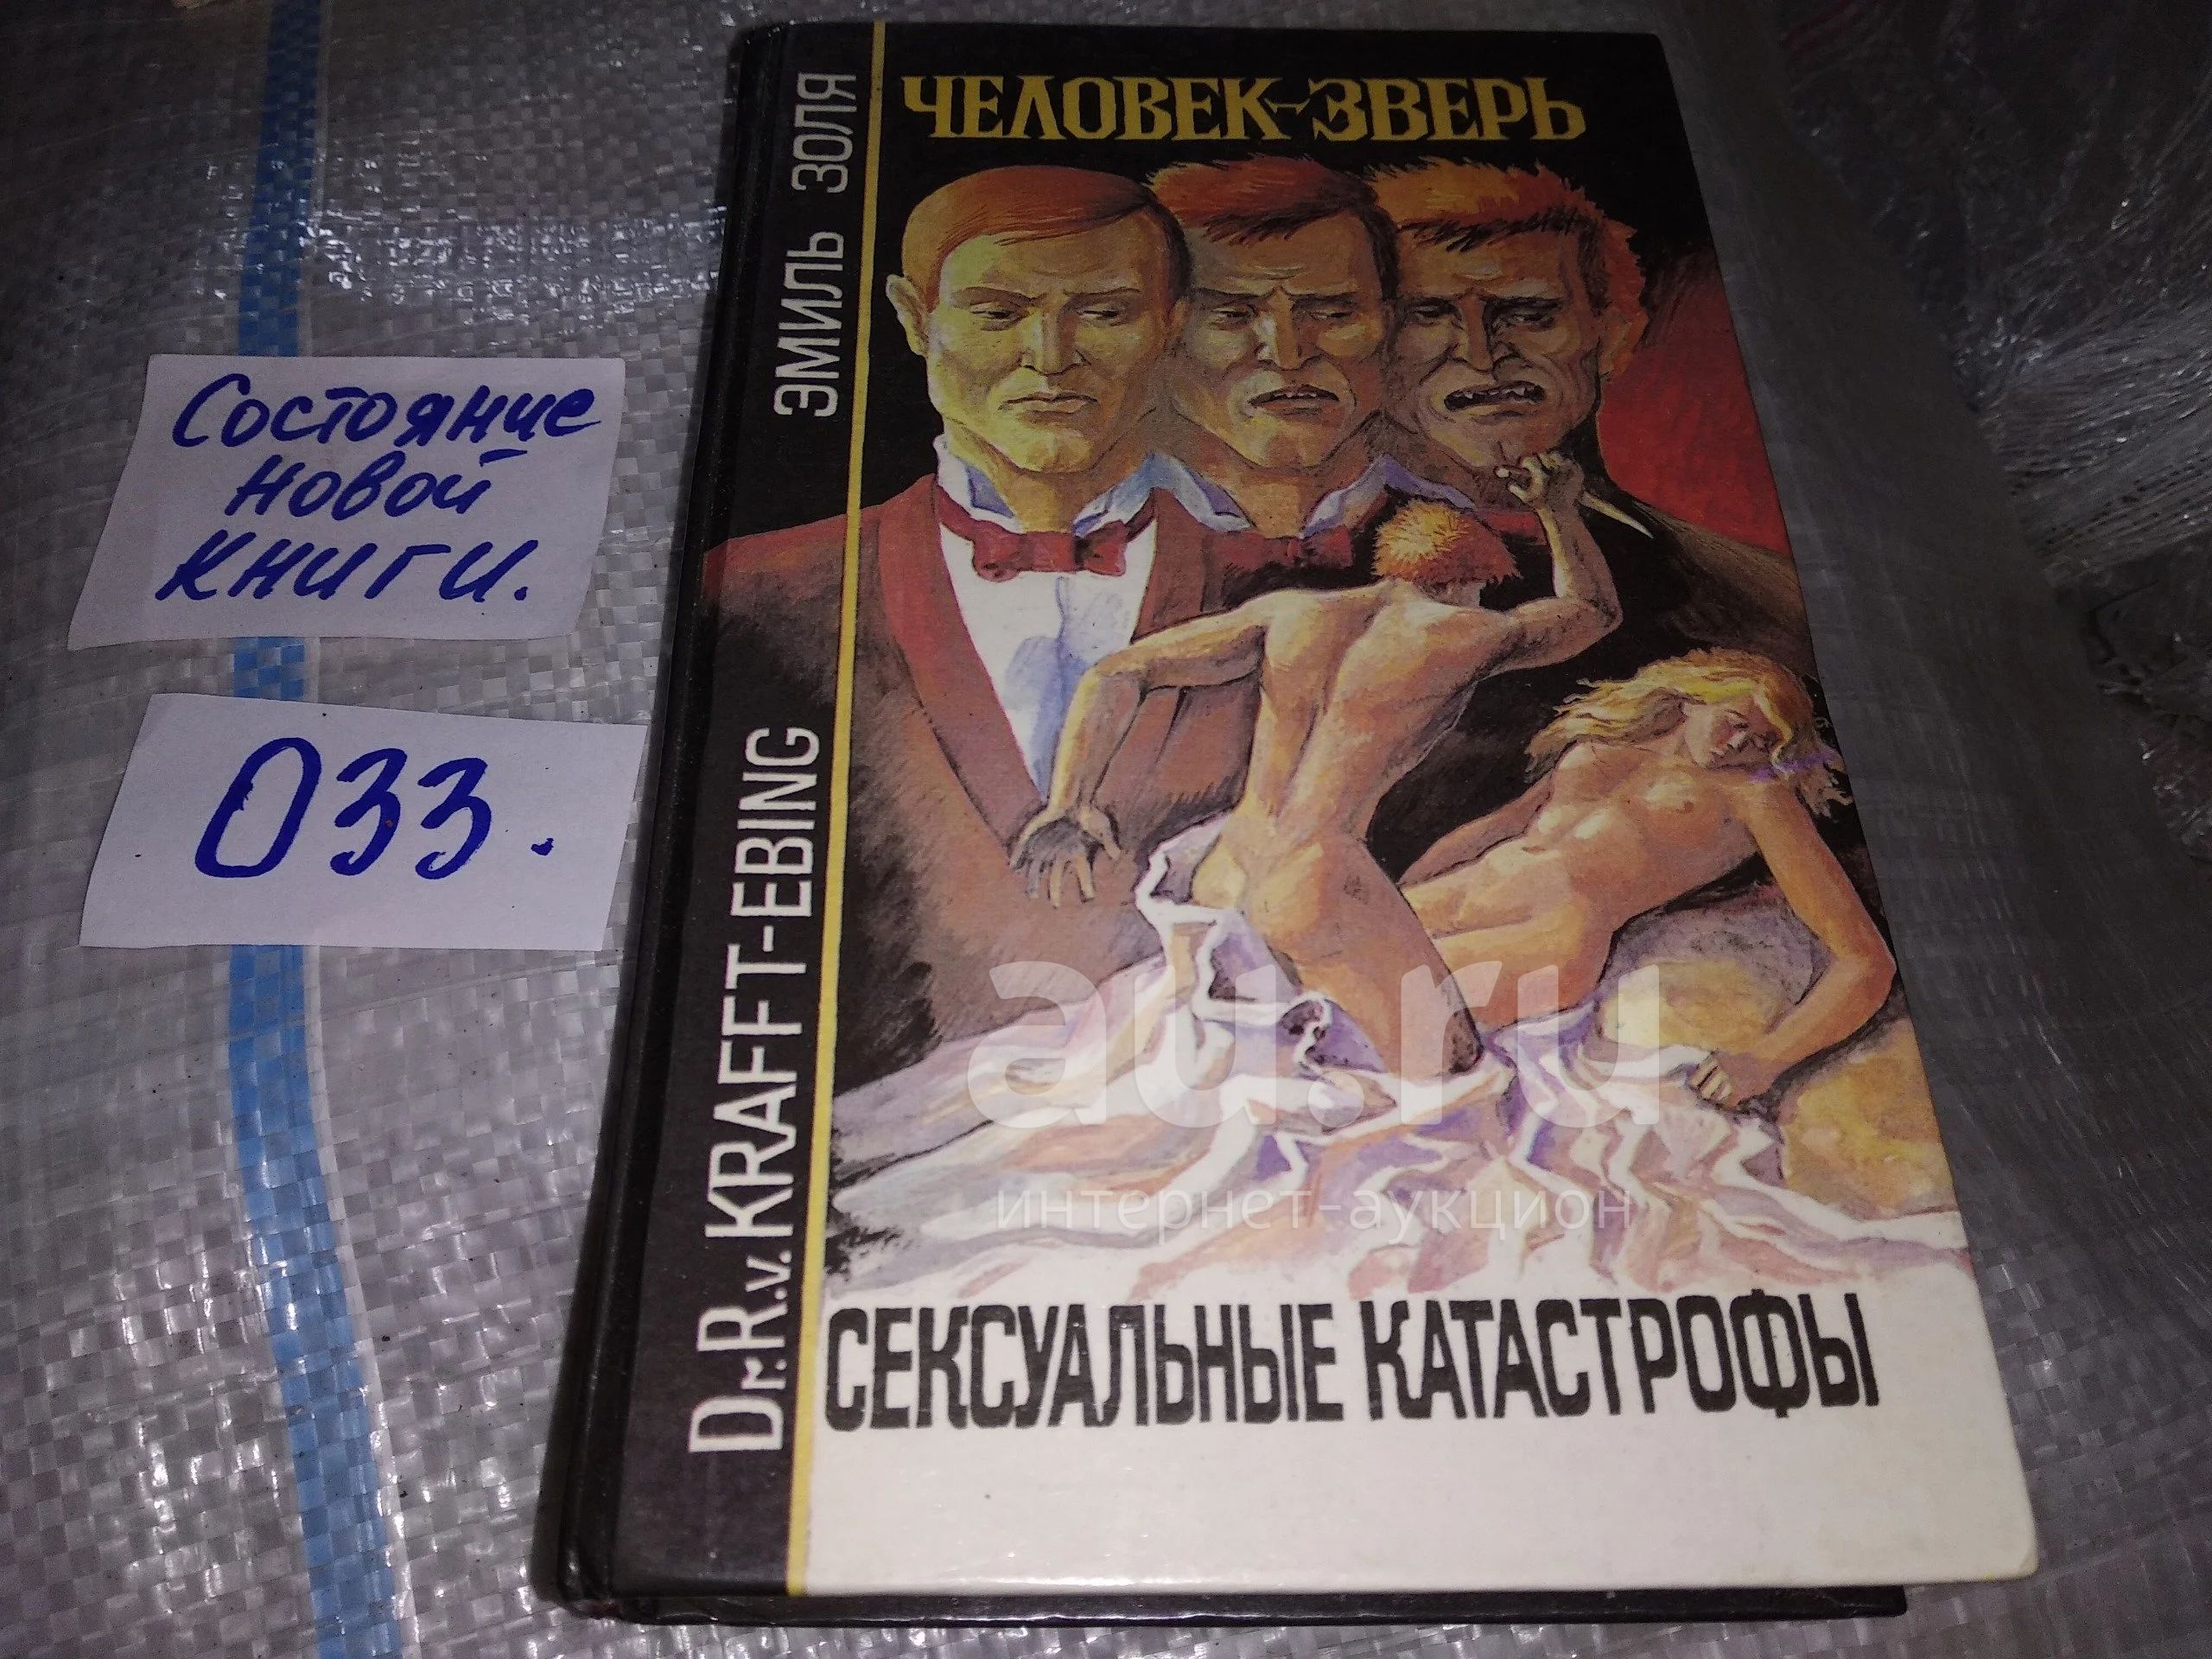 Состояние
новой
книги.
033.
ЭМИЛЬ ЗОЛЯ
ЧЕЛОВЕК-ЗВЕРЬ
Dr. R. v. KRAFFT-EBING
СЕКСУАЛЬНЫЕ КАТАСТРОФЫ
au.ru
интернет-аукцион